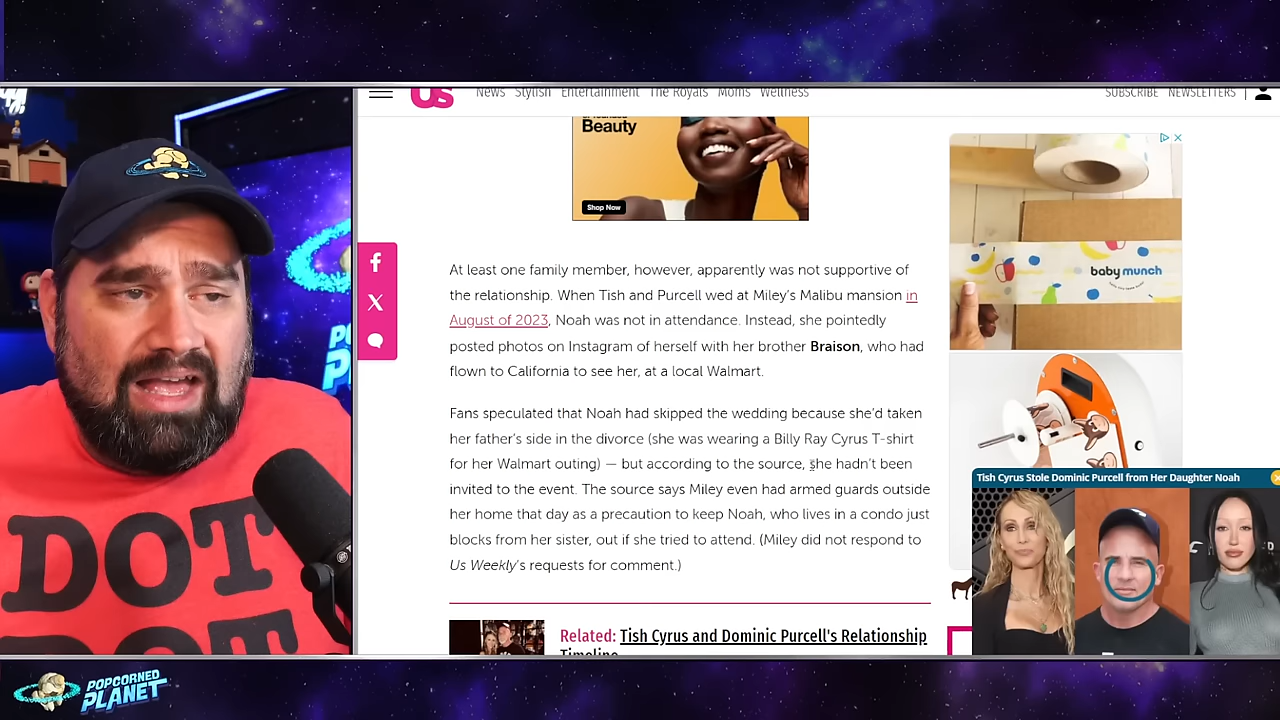 Us
News Stylish Entertainment The Royals Moms Wellness
SUBSCRIBE NEWSLETTERS
Beauty
Shop Now
At least one family member, however, apparently was not supportive of
the relationship. When Tish and Purcell wed at Miley's Malibu mansion in
August of 2023, Noah was not in attendance. Instead, she pointedly
posted photos on Instagram of herself with her brother Braison, who had
flown to California to see her, at a local Walmart.
Fans speculated that Noah had skipped the wedding because she'd taken
her father's side in the divorce (she was wearing a Billy Ray Cyrus T-shirt
for her Walmart outing) — but according to the source, she hadn't been
invited to the event. The source says Miley even had armed guards outside
her home that day as a precaution to keep Noah, who lives in a condo just
blocks from her sister, out if she tried to attend. (Miley did not respond to
Us Weekly's requests for comment.)
Related: Tish Cyrus and Dominic Purcell's Relationship
Timeline
baby munch
Tish Cyrus Stole Dominic Purcell from Her Daughter Noah
DOT
DOT
POPCORNED
PLANET